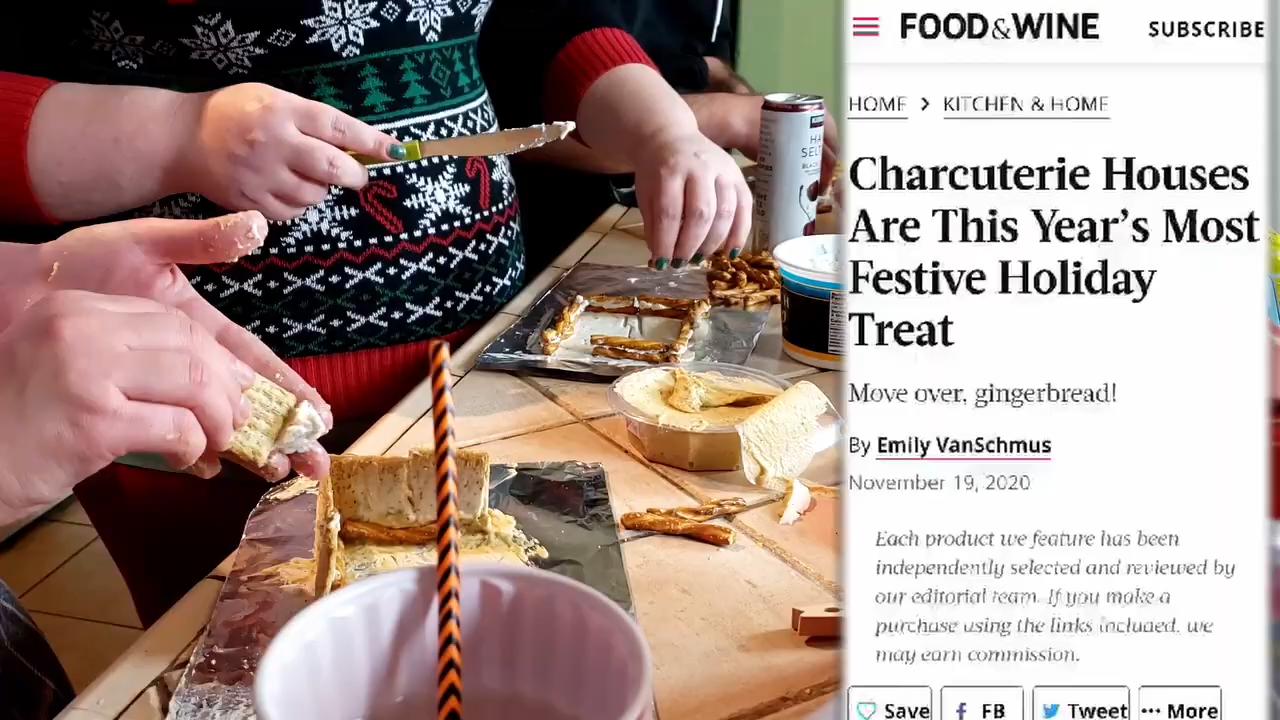 FOOD&WINE
SUBSCRIBE
HOME > KITCHEN & HOME
Charcuterie Houses
Are This Year's Most
Festive Holiday
Treat
Move over, gingerbread!
By Emily VanSchmus
November 19, 2020
Each product we feature has been
independently selected and reviewed by
our editorial team. If you make a
purchase using the links included, we
may earn commission.
Save
FB
Tweet
More